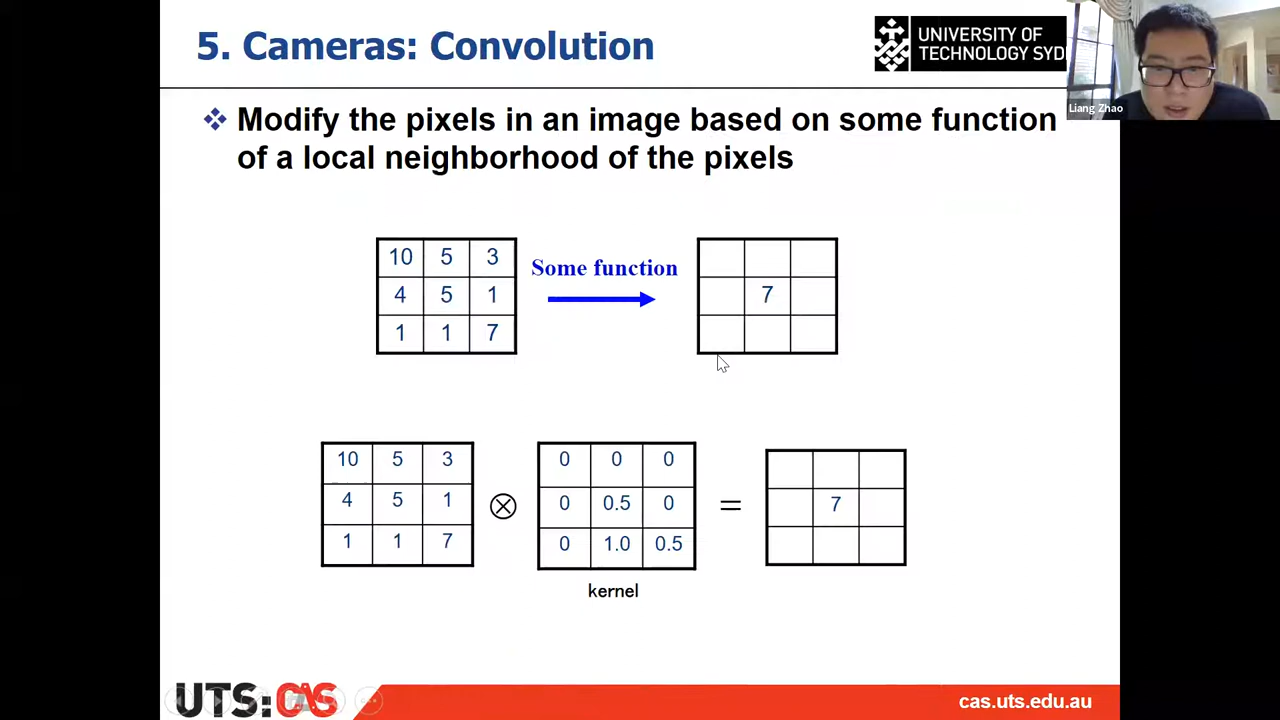 5. Cameras: Convolution
UNIVERSITY OF
TECHNOLOGY SYD
Liang Zhao
❖ Modify the pixels in an image based on some function
of a local neighborhood of the pixels
10 5 3
4 5 1
1 1 7
Some function
7
10 5 3
4 5 1
1 1 7
⊗
0 0 0
0 0.5 0
0 1.0 0.5
kernel
=
7
UTS:CAS
cas.uts.edu.au